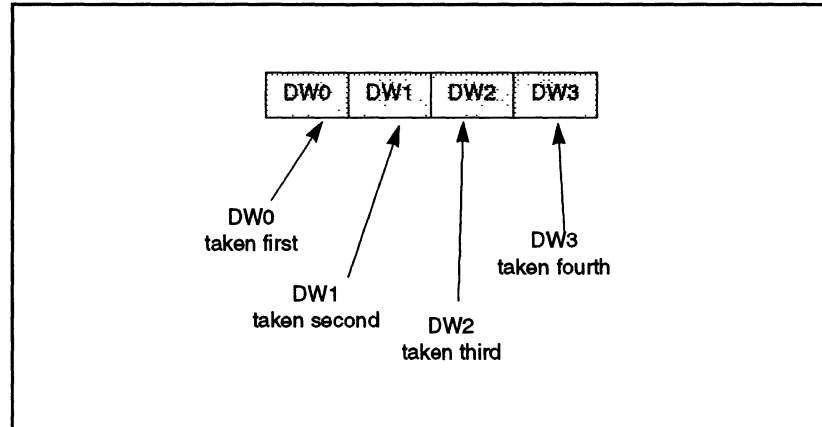 DW0 DW1 DW2 DW3
DW0
taken first
DW1
taken second
DW2
taken third
DW3
taken fourth